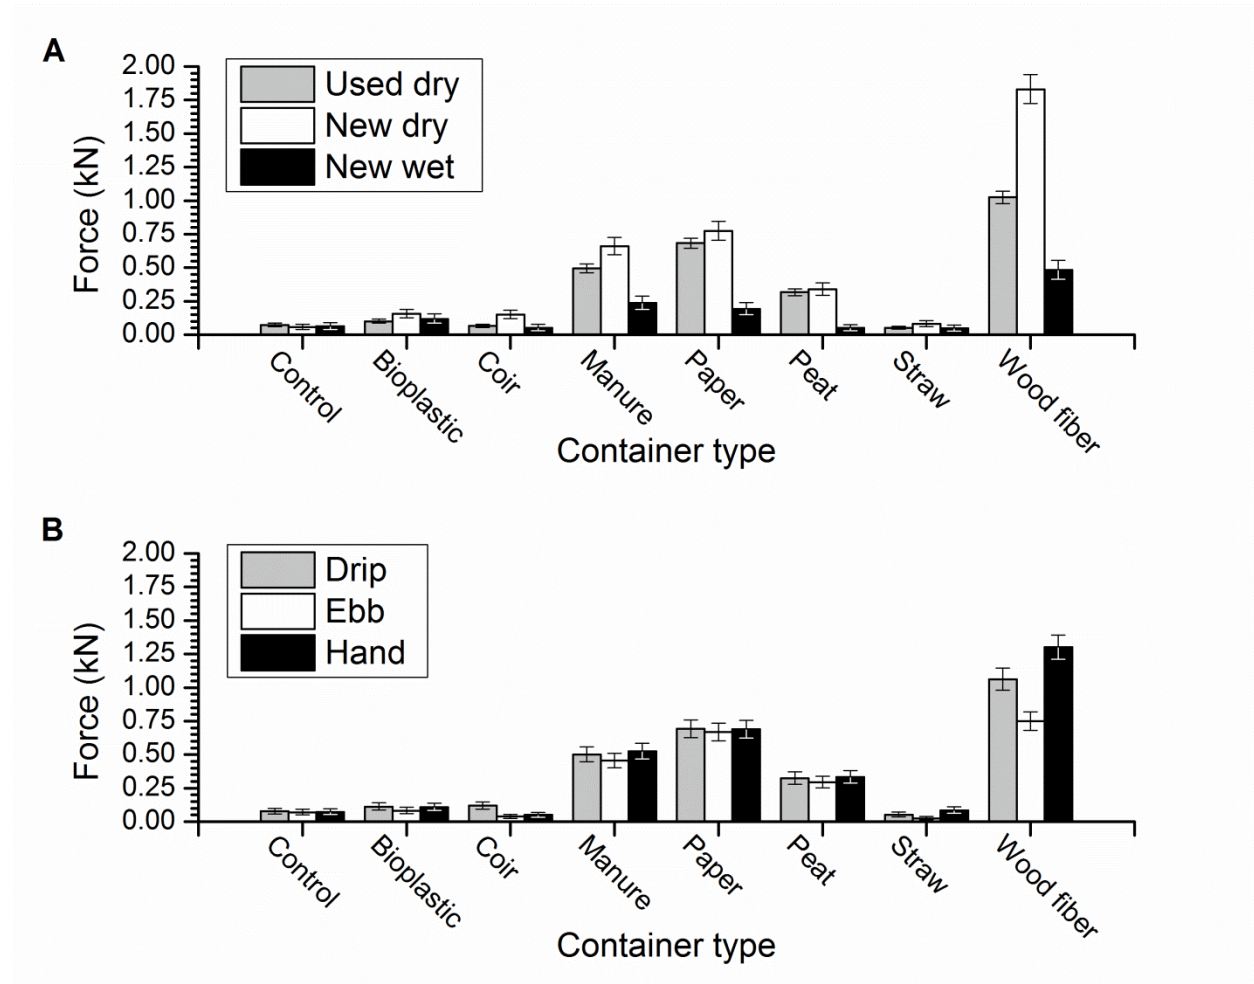 A
2.00
1.75
1.50
1.25
1.00
0.75
0.50
0.25
0.00
Force (kN)
Used dry
New dry
New wet
Control
Bioplastic
Coir
Manure
Paper
Peat
Straw
Wood fiber
Container type
B
2.00
1.75
1.50
1.25
1.00
0.75
0.50
0.25
0.00
Force (kN)
Drip
Ebb
Hand
Control
Bioplastic
Coir
Manure
Paper
Peat
Straw
Wood fiber
Container type